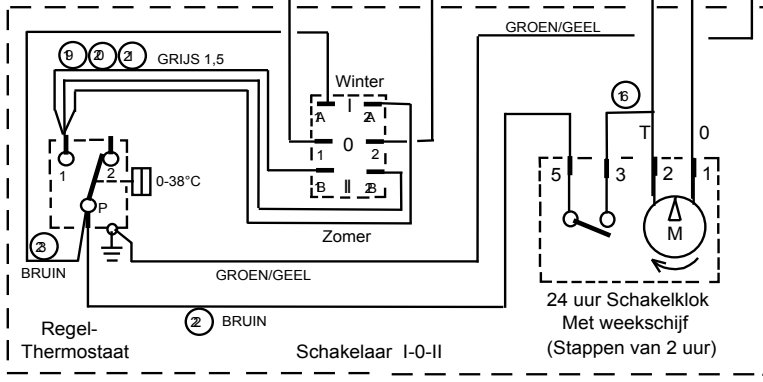 GROEN/GEEL
19 20 21 GRIJS 1,5
Winter
16
1A I 2A
T 0
0
1 2
1 2
5 3 2 1
0-38°C
1B II 2B
P
M
Zomer
23
BRUIN
GROEN/GEEL
22 BRUIN
24 uur Schakelklok
Met weekschijf
(Stappen van 2 uur)
Regel-
Thermostaat
Schakelaar I-0-II